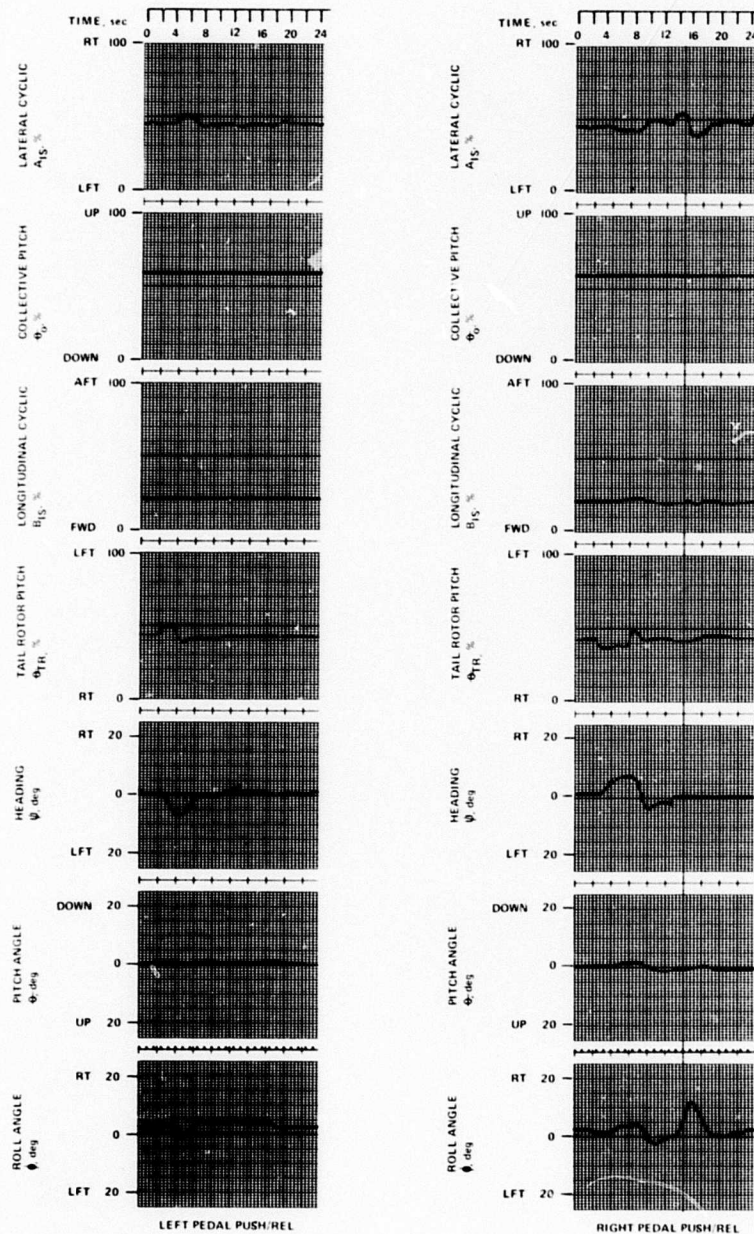 TIME, sec
0 4 8 12 16 20 24
RT 100
LATERAL CYCLIC
A1S, %
LFT 0
UP 100
COLLECTIVE PITCH
θo, %
DOWN 0
AFT 100
LONGITUDINAL CYCLIC
B1S, %
FWD 0
LFT 100
TAIL ROTOR PITCH
θTR, %
RT 0
RT 20
HEADING
ψ, deg
0
LFT 20
DOWN 20
PITCH ANGLE
θ, deg
0
UP 20
RT 20
ROLL ANGLE
ϕ, deg
0
LFT 20
LEFT PEDAL PUSH/REL
TIME, sec
0 4 8 12 16 20 24
RT 100
LATERAL CYCLIC
A1S, %
LFT 0
UP 100
COLLECTIVE PITCH
θo, %
DOWN 0
AFT 100
LONGITUDINAL CYCLIC
B1S, %
FWD 0
LFT 100
TAIL ROTOR PITCH
θTR, %
RT 0
RT 20
HEADING
ψ, deg
0
LFT 20
DOWN 20
PITCH ANGLE
θ, deg
0
UP 20
RT 20
ROLL ANGLE
ϕ, deg
0
LFT 20
RIGHT PEDAL PUSH/REL